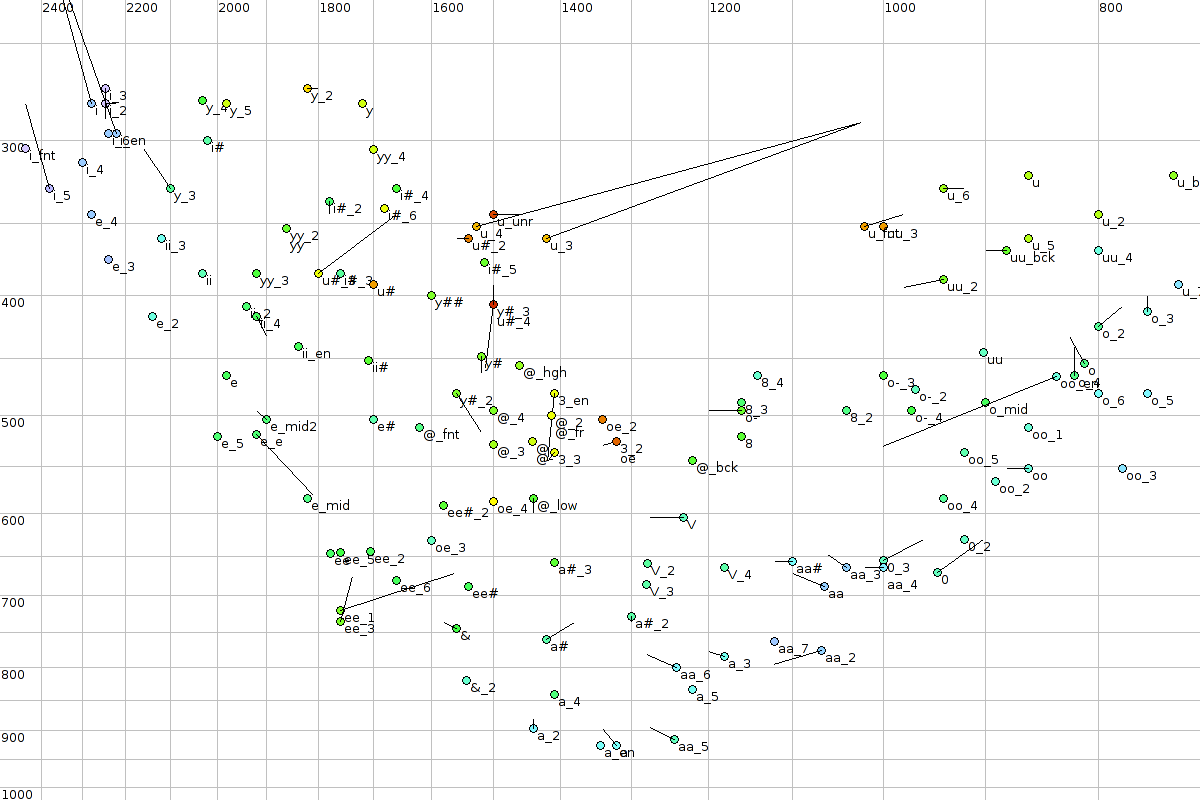 2400 2200 2000 1800 1600 1400 1200 1000 800
i_3
i
i_2
y_4
y_5
y_2
y
300
i#
i_fnt
i_4
yy_4
i_5
y_3
i#_4
u_6
u
u_b
e_4
i#_2
i#_6
u_unr
u_2
u_4
ii_3
yy_2
yy
u#_2
u_3
u_5
e_3
i#_5
uu_bck
uu_4
ii
yy_3
u#
uu_2
400
y##
y#_3
u#_4
o_3
e_2
ii_4
o_2
ii_en
uu
ii#
y#
@_hgh
o
e
8_4
o-_3
o-_2
y#_2
3_en
o_6
o_5
500
e_mid2
e#
@_4
@_2
oe_2
8_3
o-
8_2
o-_4
o_mid
e_5
e_e
@_fnt
@_fr
8
oo_1
@_3
3_3
3_2
oe
@_bck
oo_5
oo
oo_3
e_mid
ee#_2
oe_4
@_low
oo_4
oo_2
600
V
oe_3
0_2
ee
ee_5
ee_2
a#_3
V_2
V_4
aa#
aa_3
0_3
aa_4
0
ee_6
ee#
V_3
aa
700
ee_1
ee_3
a#_2
&
a#
aa_7
aa_2
800
aa_6
a_3
&_2
a_4
a_5
900
a_2
aa_5
1000